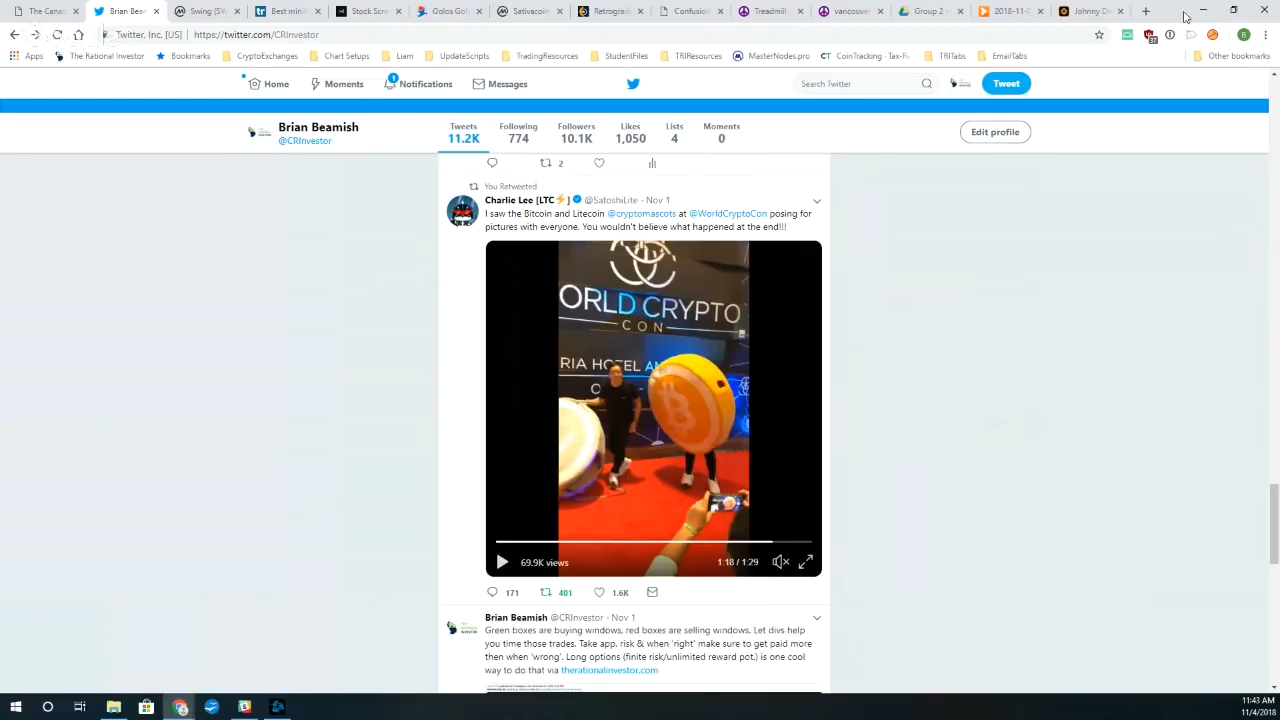 The Canas
Brian Bea
Swing (SV
Best minin
Stock Scre
Golos Gol
Sativacoin
Retrograd
Confusion
Treadmill
vancouver
Group 2 -
2018-11-0
Johnny De
Twitter, Inc. [US] https://twitter.com/CRInvestor
Apps The Rational Investor Bookmarks CryptoExchanges Chart Setups Liam UpdateScripts TradingResources StudentFiles TRIResources MasterNodes.pro CoinTracking · Tax-R TRITabs EmailTabs Other bookmarks
Home Moments 1 Notifications Messages Search Twitter Tweet
Brian Beamish
@CRInvestor
Tweets Following Followers Likes Lists Moments
11.2K 774 10.1K 1,050 4 0
Edit profile
2
You Retweeted
Charlie Lee [LTC⚡] @SatoshiLite · Nov 1
I saw the Bitcoin and Litecoin @cryptomascots at @WorldCryptoCon posing for
pictures with everyone. You wouldn't believe what happened at the end!!!
ORLD CRYPTO
CON
RIA HOTEL AN
69.9K views 1:18 / 1:29
171 401 1.6K
Brian Beamish @CRInvestor · Nov 1
Green boxes are buying windows, red boxes are selling windows. Let divs help
you time those trades. Take app. risk & when 'right' make sure to get paid more
then when 'wrong'. Long options (finite risk/unlimited reward pot.) is one cool
way to do that via therationalinvestor.com
11:43 AM
11/4/2018